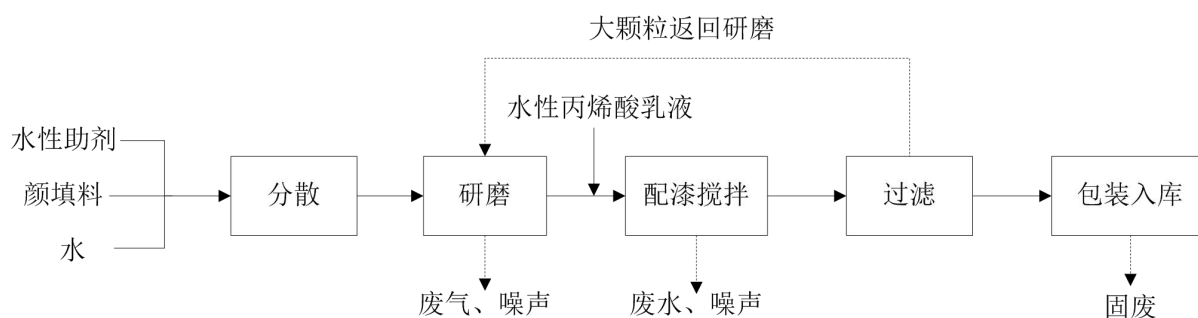 大颗粒返回研磨
水性丙烯酸乳液
水性助剂
颜填料
水
分散
研磨
配漆搅拌
过滤
包装入库
废气、噪声
废水、噪声
固废